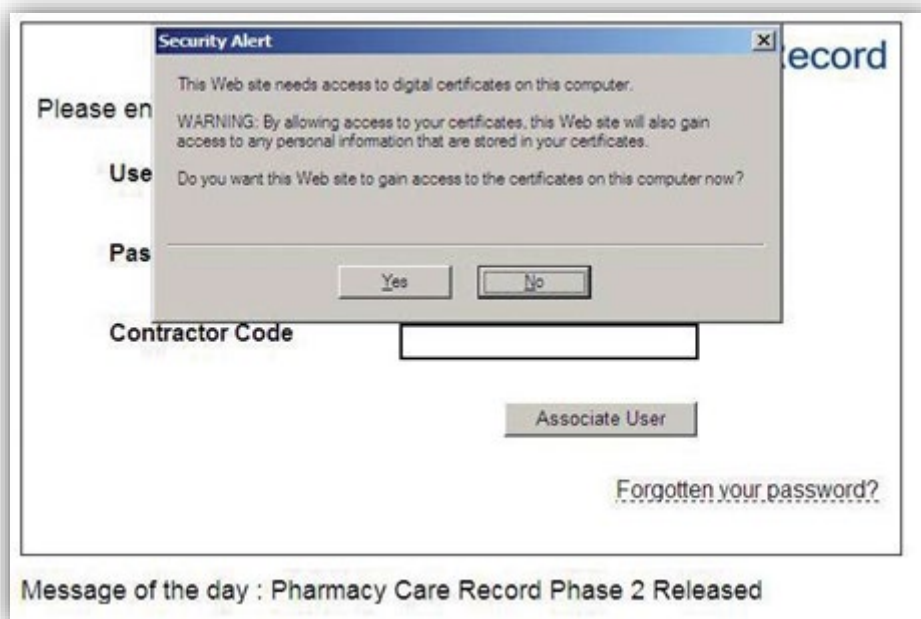 Security Alert
ecord
This Web site needs access to digital certificates on this computer.
Please en
WARNING: By allowing access to your certificates, this Web site will also gain
access to any personal information that are stored in your certificates.
Use
Do you want this Web site to gain access to the certificates on this computer now?
Pas
Yes No
Contractor Code
Associate User
Forgotten your password?
Message of the day : Pharmacy Care Record Phase 2 Released